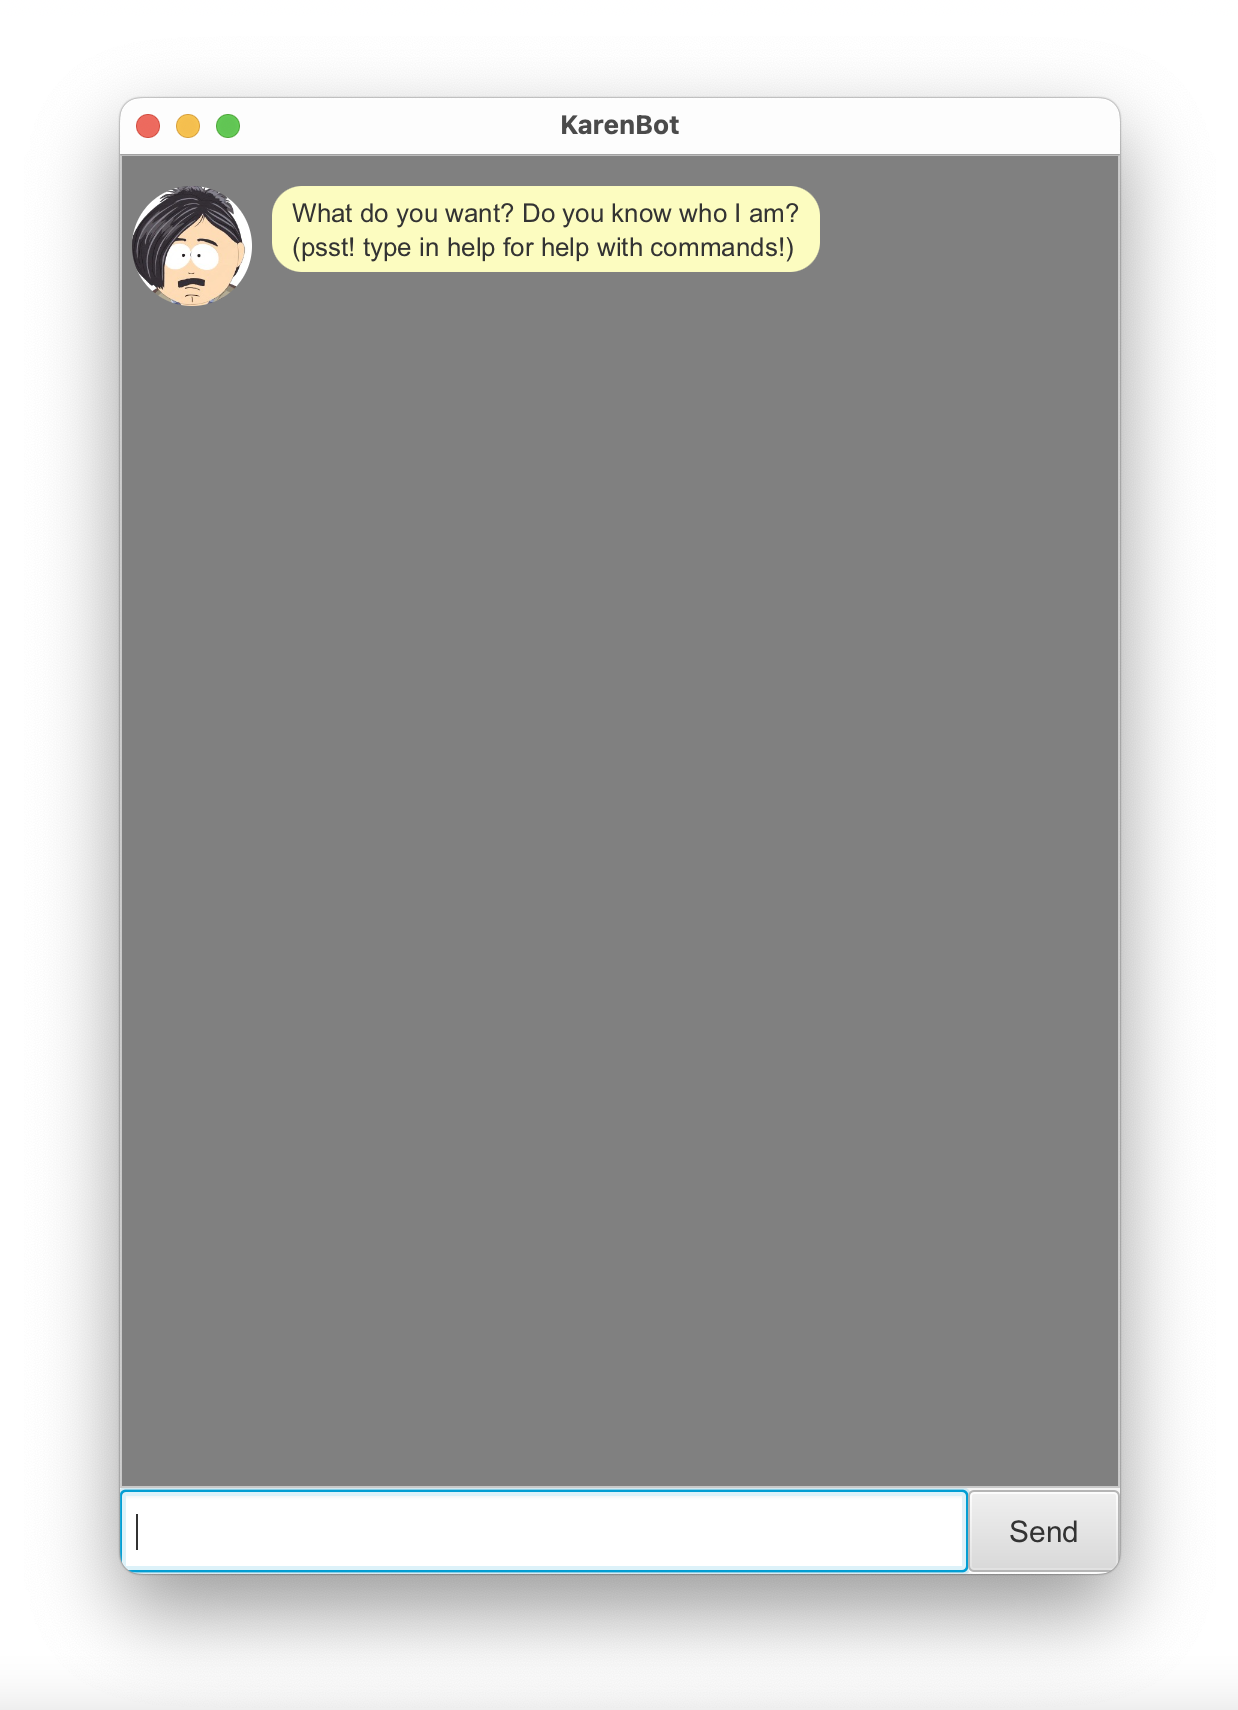 KarenBot
What do you want? Do you know who I am?
(psst! type in help for help with commands!)
Send